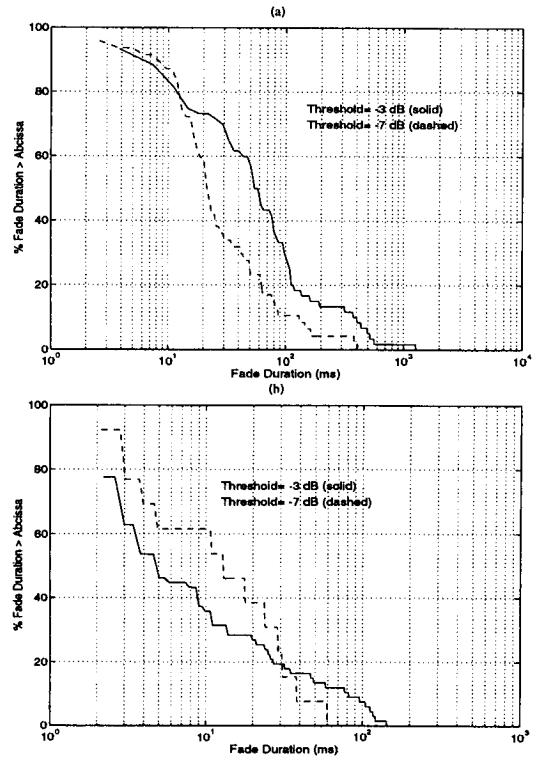 (a)
% Fade Duration > Abcissa
100
80
60
40
20
0
Threshold= -3 dB (solid)
Threshold= -7 dB (dashed)
10^0
10^1
10^2
10^3
10^4
Fade Duration (ms)
(b)
% Fade Duration > Abcissa
100
80
60
40
20
0
Threshold= -3 dB (solid)
Threshold= -7 dB (dashed)
10^0
10^1
10^2
10^3
Fade Duration (ms)